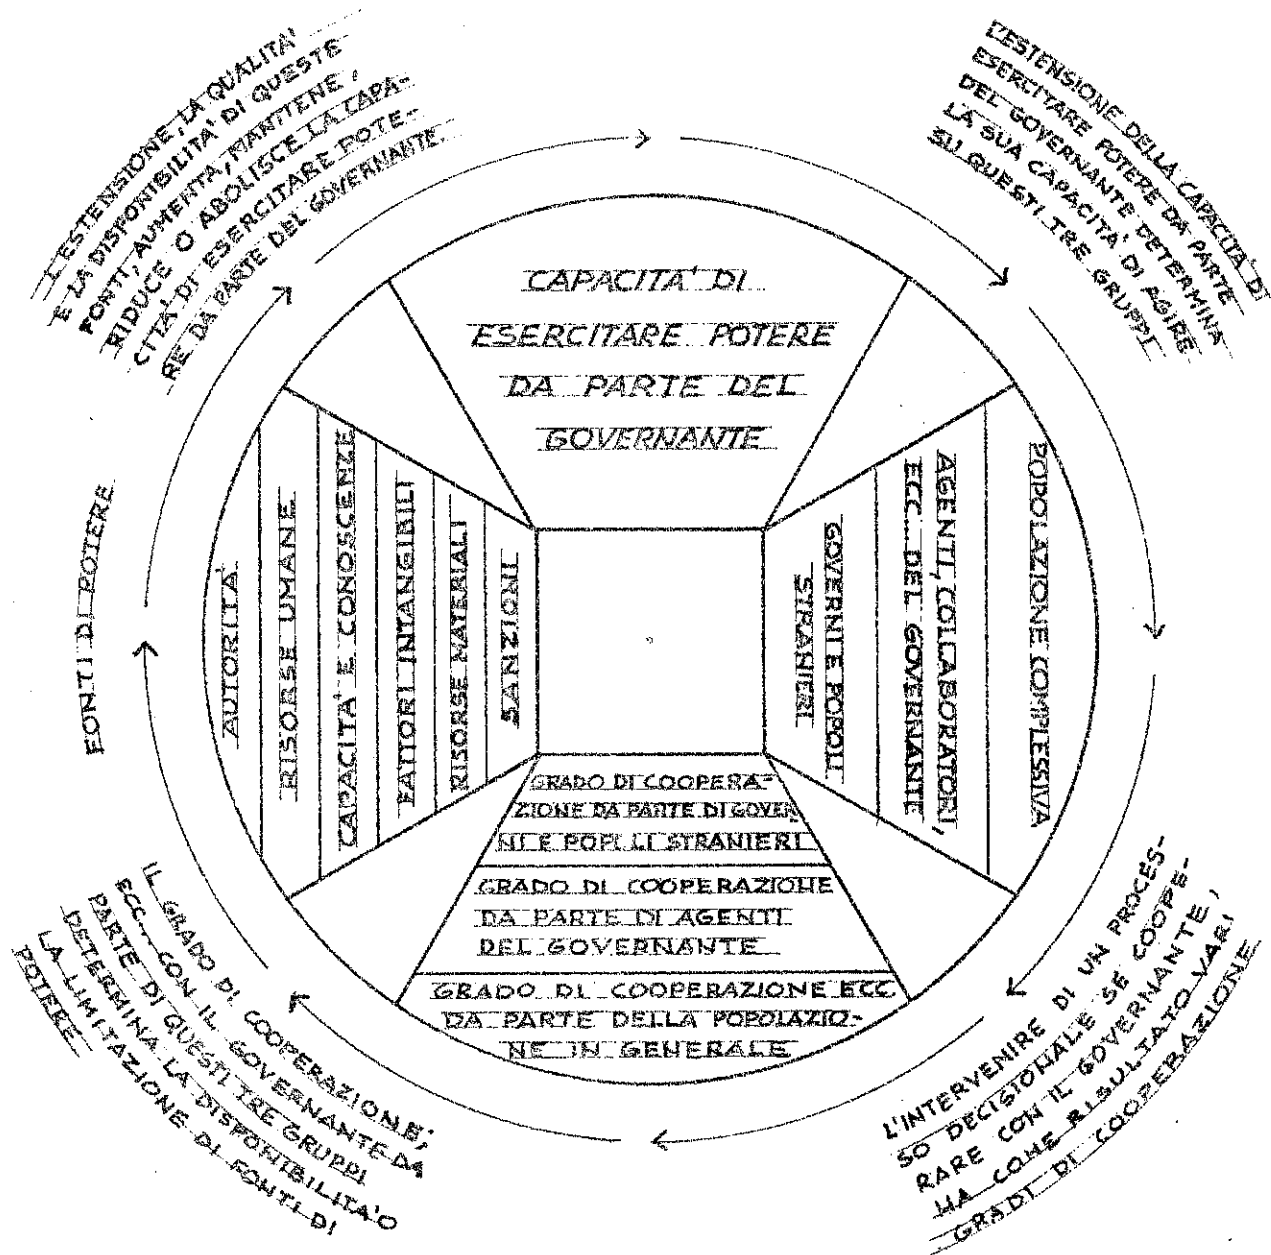 L'ESTENSIONE, LA QUALITA'
E LA DISPONIBILITA' DI QUESTE
FONTI, AUMENTA, MANTIENE,
RIDUCE O ABOLISCE LA CAPA-
CITA' DI ESERCITARE POTE-
RE DA PARTE DEL GOVERNANTE.
L'ESTENSIONE DELLA CAPACITA' DI
ESERCITARE POTERE DA PARTE
DEL GOVERNANTE DETERMINA
LA SUA CAPACITA' DI AGIRE
SU QUESTI TRE GRUPPI
CAPACITA' DI
ESERCITARE POTERE
DA PARTE DEL
GOVERNANTE
FONTI DI POTERE
AUTORITA'
RISORSE UMANE
CAPACITA' E CONOSCENZE
FATTORI INTANGIBILI
RISORSE MATERIALI
SANZIONI
GOVERNI E POPOLI
STRANIERI
AGENTI, COLLABORATORI,
ECC... DEL GOVERNANTE
POPOLAZIONE COMPLESSIVA
GRADO DI COOPERA-
ZIONE DA PARTE DI GOVER
NI E POPOLI STRANIERI
GRADO DI COOPERAZIONE
DA PARTE DI AGENTI
DEL GOVERNANTE
GRADO DI COOPERAZIONE ECC
DA PARTE DELLA POPOLAZIO-
NE IN GENERALE
IL GRADO DI COOPERAZIONE,
ECC... CON IL GOVERNANTE DA
PARTE DI QUESTI TRE GRUPPI
DETERMINA LA DISPONIBILITA' O
LA LIMITAZIONE DI FONTI DI
POTERE
L'INTERVENIRE DI UN PROCES-
SO DECISIONALE SE COOPE-
RARE CON IL GOVERNANTE,
HA COME RISULTATO VARI
GRADI DI COOPERAZIONE